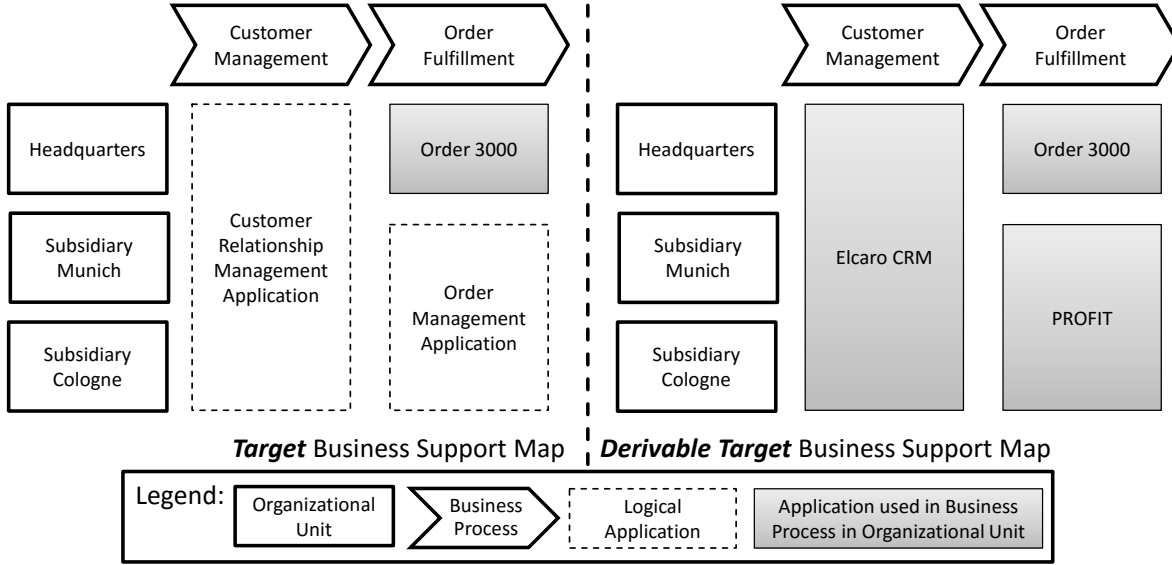 Customer
Management
Order
Fulfillment
Headquarters
Subsidiary
Munich
Subsidiary
Cologne
Customer
Relationship
Management
Application
Order 3000
Order
Management
Application
Target Business Support Map
Customer
Management
Order
Fulfillment
Headquarters
Subsidiary
Munich
Subsidiary
Cologne
Elcaro CRM
Order 3000
PROFIT
Derivable Target Business Support Map
Legend:
Organizational
Unit
Business
Process
Logical
Application
Application used in Business
Process in Organizational Unit